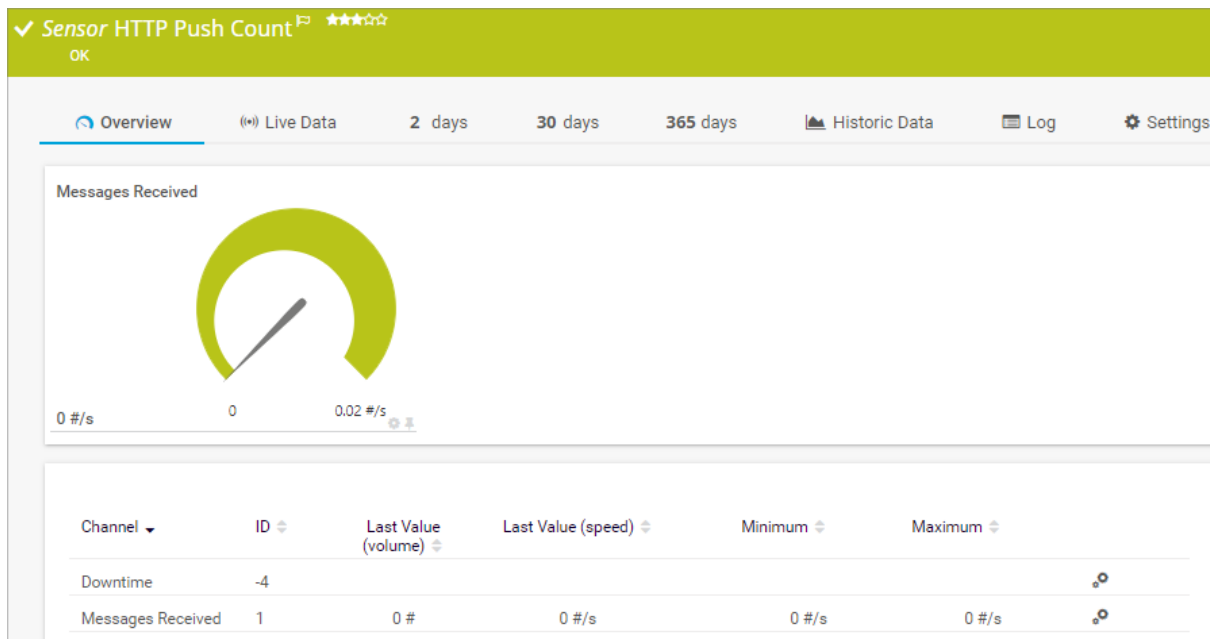 Sensor HTTP Push Count
OK
Overview Live Data 2 days 30 days 365 days Historic Data Log Settings
Messages Received
0 #/s 0 0.02 #/s
Channel ID Last Value (volume) Last Value (speed) Minimum Maximum
Downtime -4
Messages Received 1 0 # 0 #/s 0 #/s 0 #/s